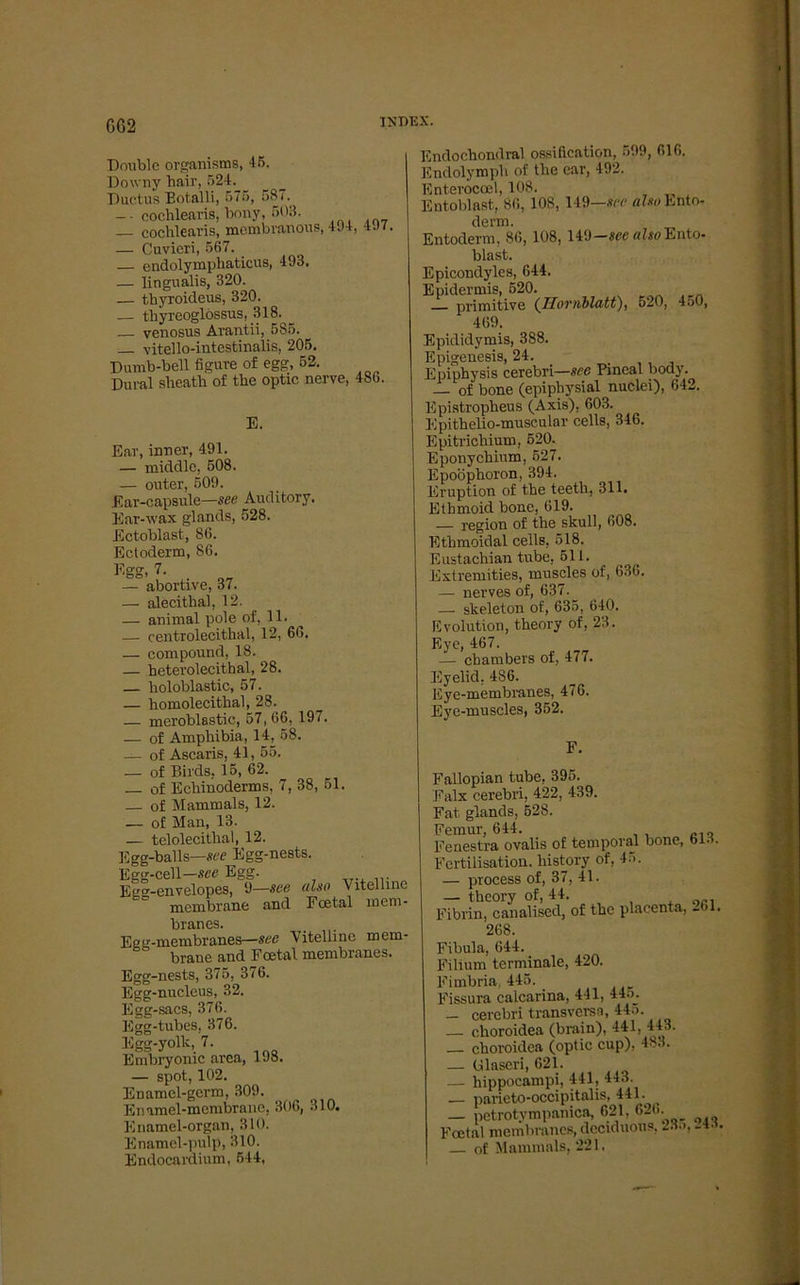 662
INDEX.
Double organisms, 45.
Downy hair, 524.
Ductus Botalli, 575, 587.
— cochlearis, bony, 503.
— cochlearis, membranous, 494, 497.
— Cuvieri, 567.
— endolymphaticus, 493.
— lingualis, 320.
— thyroideus, 320.
— thyreoglossus, 318.
— venosus Arantii, 585.
— vitello-intestinalis, 205.
Dumb-bell figure of egg, 52.
Dural sheath of the optic nerve, 486.
E.
Ear, inner, 491.
— middle, 508.
— outer, 509.
Ear-capsule—see Auditory.
Ear-wax glands, 528.
Ectoblast, 86.
Ectoderm, 86.
Egg, 7.
— abortive, 37.
— alecithal, 12.
— animal pole of, 11.
— centrolecithal, 12, 66.
— compound, 18.
— heterolecithal, 28.
— holoblastic, 57.
— homolecithal, 28.
— meroblastic, 57, 66, 197.
— of Amphibia, 14, 58.
— of Ascaris, 41, 55.
— of Birds, 15, 62.
— of Echinoderms, 7, 38, 51.
— of Mammals, 12.
— of Man, 13.
— telolecithal, 12.
Egg-balls—see Egg-nests.
Egg-cell—see Egg.
Egg-envelopes, 9—see also Vitelline
membrane and Fœtal mem-
branes.
Egg-membranes—see Vitelline mem-
brane and Fœtal membranes.
Egg-nests, 375, 376.
Egg-nucleus, 32.
Egg-sacs, 376.
Egg-tubes, 376.
Egg-yolk, 7.
Embryonic area, 198.
— spot, 102.
Enamel-germ, 309.
Enamel-membrane, 306, 310.
Enamel-organ, 310.
Enamel-pulp, 310.
Endocardium, 544.
Endochondral ossification, 599, 616.
Endolymph of the ear, 492.
Enterocœl, 108.
Entoblast, 86, 108, 149—see also Ento-
derm.
Entoderm, 86, 108, 149—see also Ento-
blast.
Epicondyles, 644.
Epidermis, 520.
— primitive (Hornblatt), 520, 450,
469.
Epididymis, 388.
Epigenesis, 24.
Epiphysis cerebri—see Pineal body.
— of bone (epiphysial nuclei), 642.
Epistropheus (Axis), 603.
Epithelio-muscular cells, 346.
Epitrichium, 520.
Eponychium, 527.
Epoöphoron, 394.
Eruption of the teeth, 311.
Ethmoid bone, 619.
— region of the skull, 608.
Ethmoidal cells, 518.
Eustachian tube, 511.
Extremities, muscles of, 636.
— nerves of, 637.
— skeleton of, 635, 640.
Evolution, theory of, 23.
Eye, 467.
— chambers of, 477.
Eyelid, 486.
Eye-membranes, 476.
Eye-muscles, 352.
F.
Fallopian tube, 395.
Falx cerebri, 422, 439.
Fat glands, 528.
Femur, 644.
Fenestra ovalis of temporal bone, 613.
Fertilisation, history of, 45.
— process of, 37, 41.
— theory of, 44.
Fibrin, canalised, of the placenta, 261.
268.
Fibula, 644.
Filium terminale, 420.
Fimbria, 445.
Fissura calcarina, 441, 445.
— cerebri transversa, 445.
— choroidea (brain), 441, 443.
— choroidea (optic cup), 483.
— Glaseri, 621.
— hippocampi, 441, 443.
— parieto-occipitalis, 441.
— petrotympanica, 621, 626.
Fœtal membranes, deciduous, 235, 243.
— of Mammals, 221.